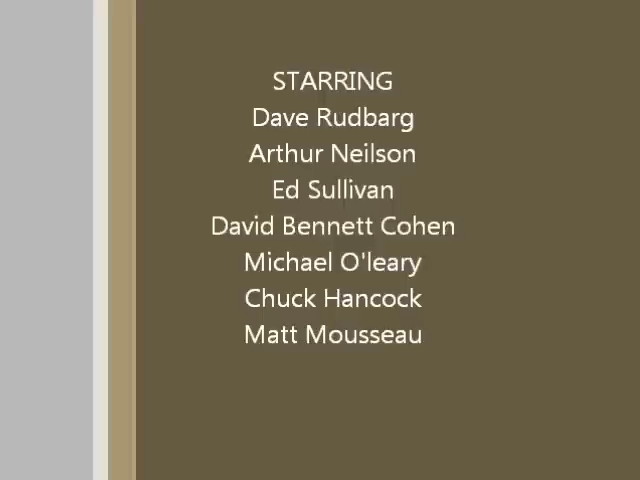 STARRING
Dave Rudbarg
Arthur Neilson
Ed Sullivan
David Bennett Cohen
Michael O'leary
Chuck Hancock
Matt Mousseau